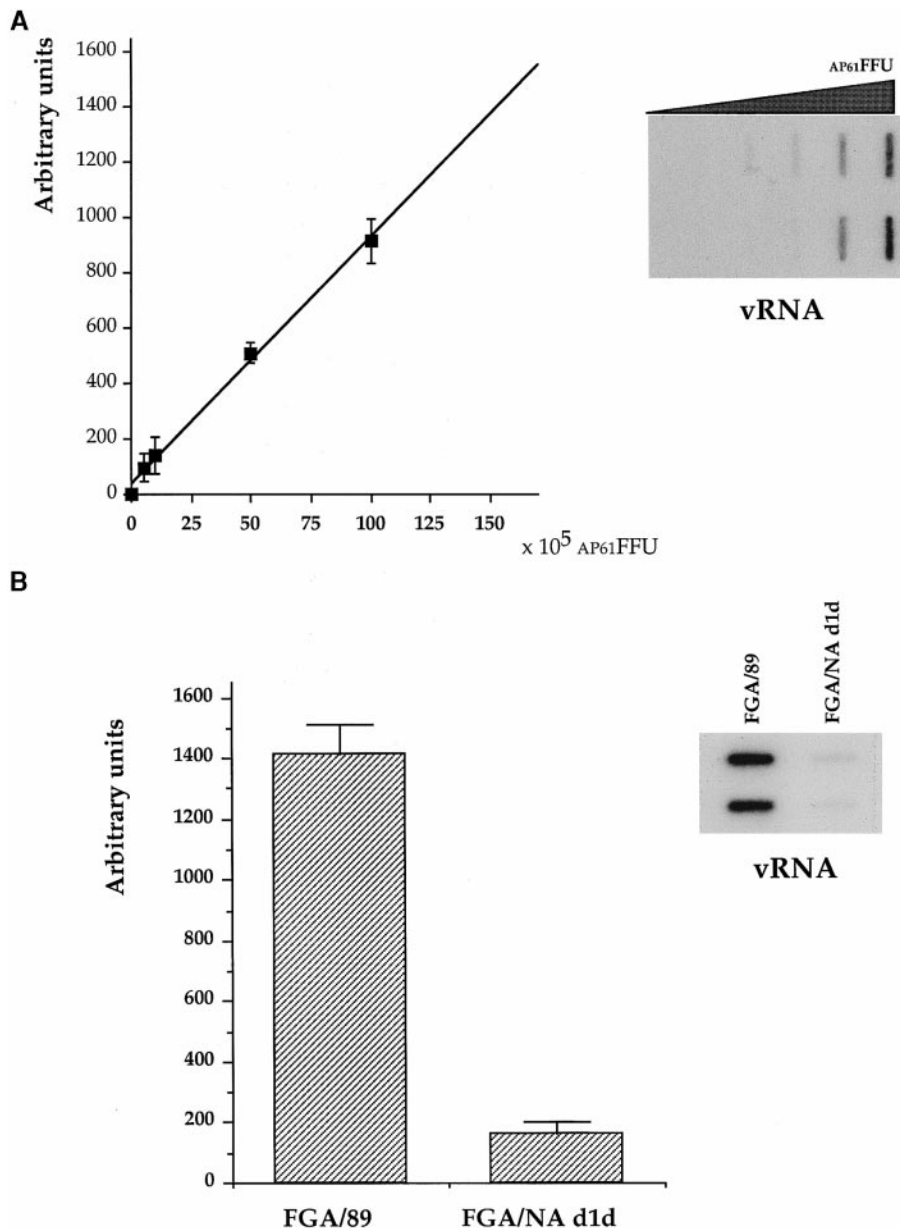 A
Arbitrary units
1600
1400
1200
1000
800
600
400
200
0
0 25 50 75 100 125 150
x 10^5 AP61FFU
AP61FFU
vRNA
B
Arbitrary units
1600
1400
1200
1000
800
600
400
200
0
FGA/89 FGA/NA d1d
FGA/89
FGA/NA d1d
vRNA